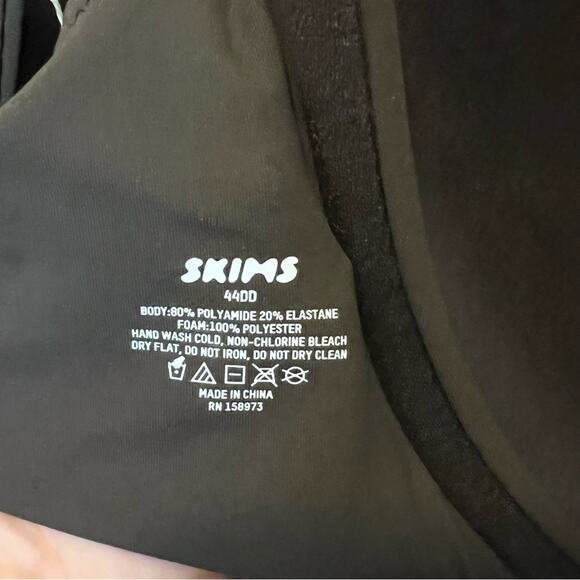 SKIMS
44DD
BODY:80% POLYAMIDE 20% ELASTANE
FOAM:100% POLYESTER
HAND WASH COLD, NON-CHLORINE BLEACH
DRY FLAT, DO NOT IRON, DO NOT DRY CLEAN
MADE IN CHINA
RN 158973